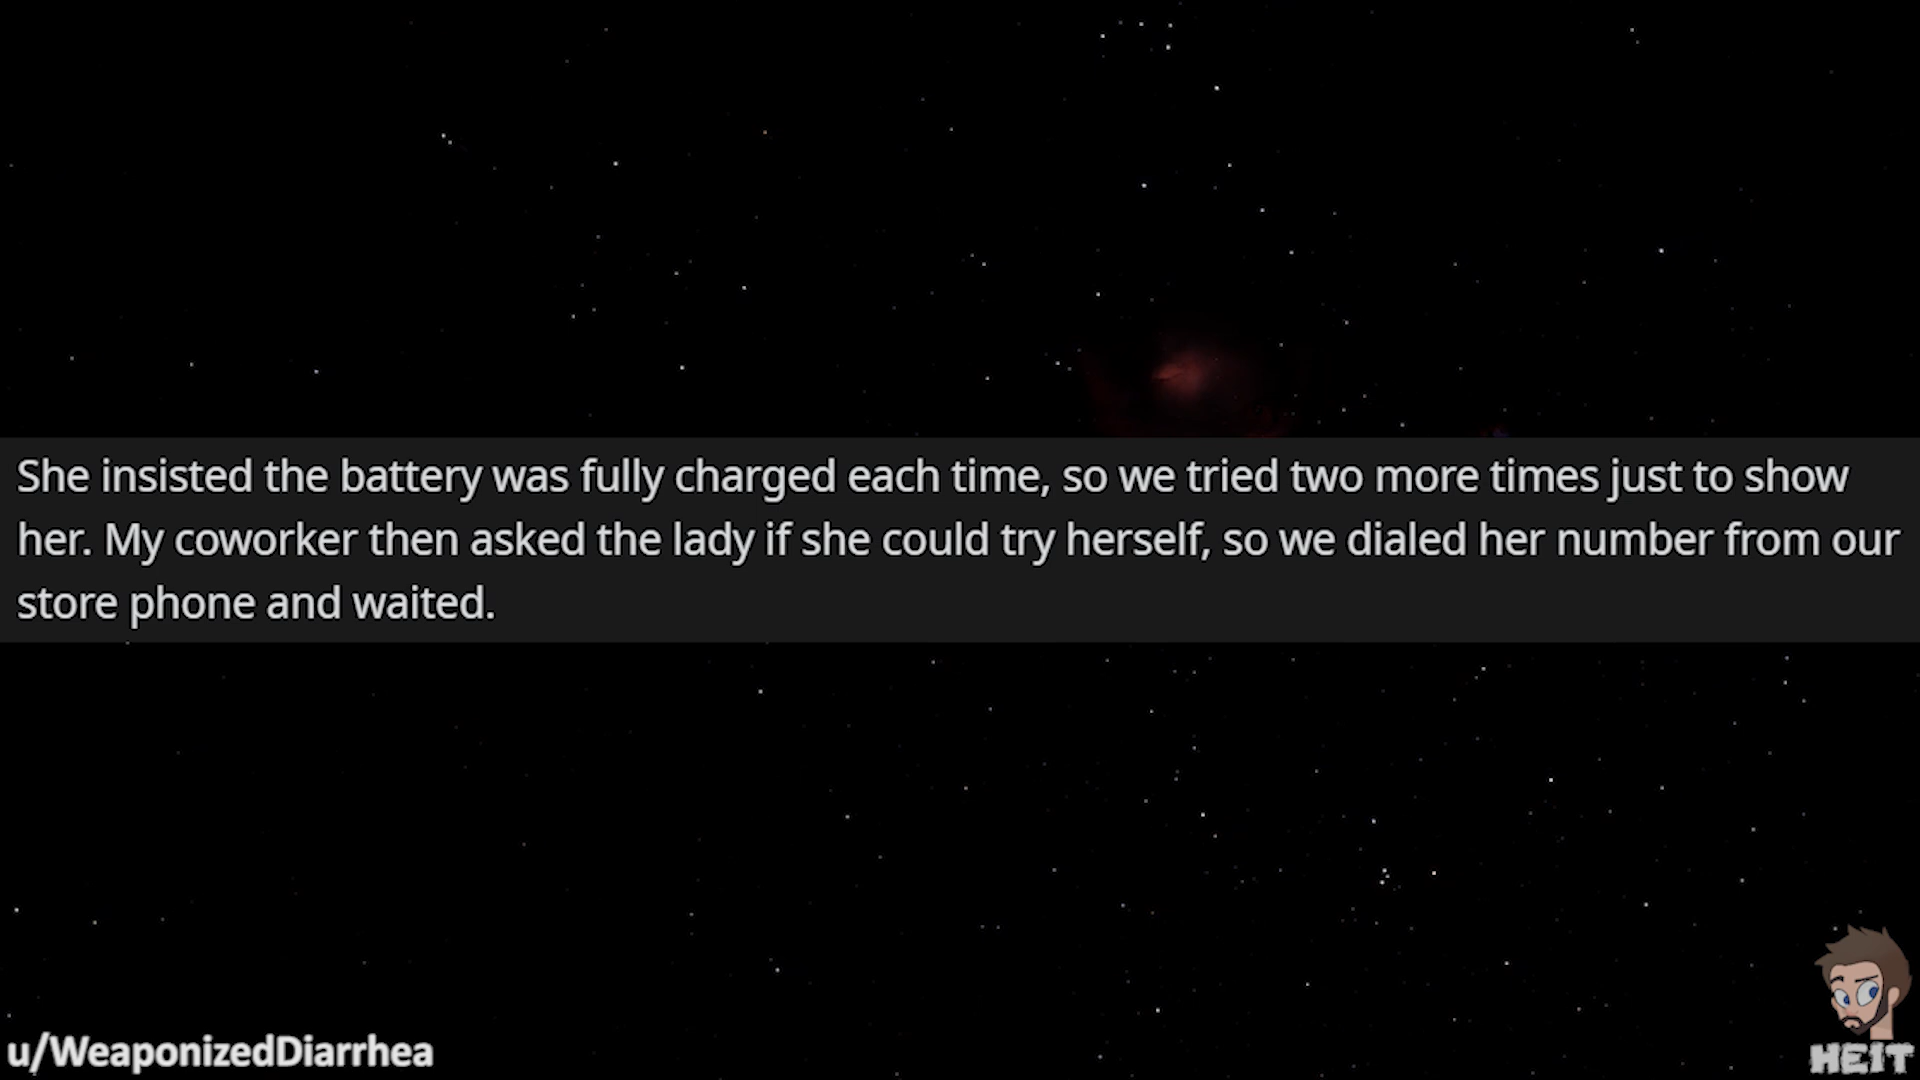 She insisted the battery was fully charged each time, so we tried two more times just to show
her. My coworker then asked the lady if she could try herself, so we dialed her number from our
store phone and waited.
u/WeaponizedDiarrhea
HEIT